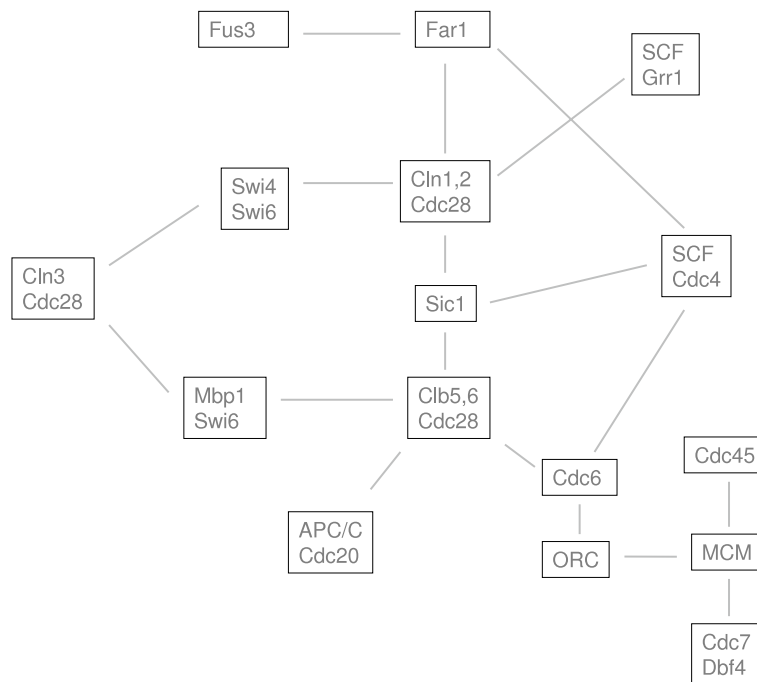 Fus3
Far1
SCF
Grr1
Swi4
Swi6
Cln1,2
Cdc28
SCF
Cdc4
Cln3
Cdc28
Sic1
Mbp1
Swi6
Clb5,6
Cdc28
Cdc45
Cdc6
APC/C
Cdc20
ORC
MCM
Cdc7
Dbf4